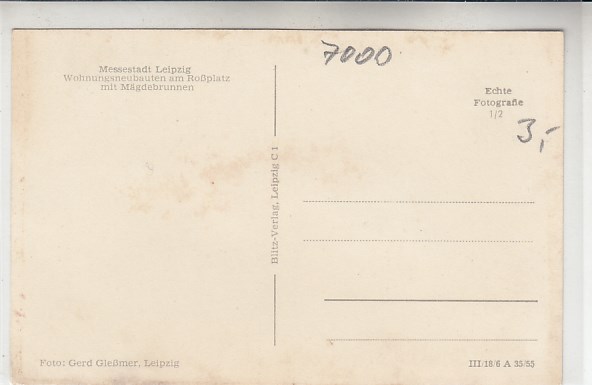 7000
Messestadt Leipzig
Wohnungsneubauten am Roßplatz
mit Mägdebrunnen
Echte
Fotografie
1/2
3,-
Blitz-Verlag, Leipzig C 1
Foto: Gerd Gleßmer, Leipzig
III/18/6 A 35/55